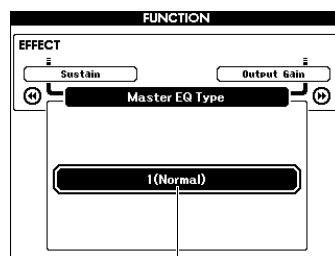 FUNCTION
EFFECT
Sustain
Output Gain
Master EQ Type
1(Normal)